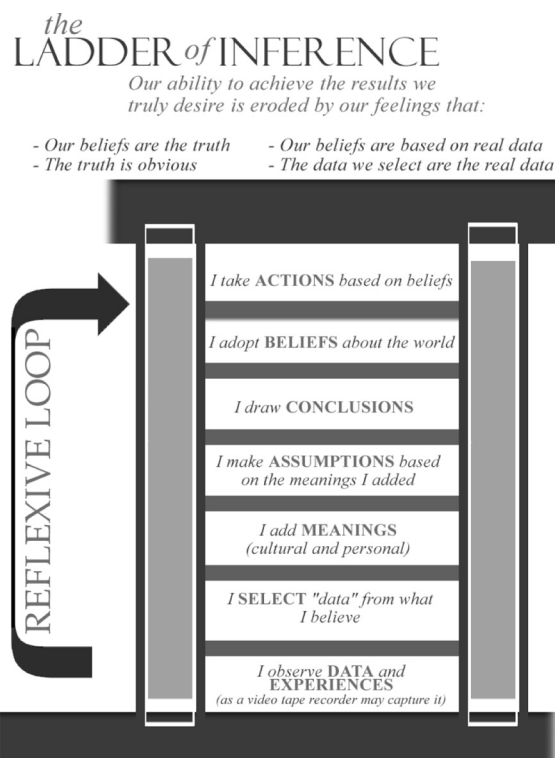 the
LADDER of INFERENCE
Our ability to achieve the results we
truly desire is eroded by our feelings that:
- Our beliefs are the truth
- The truth is obvious
- Our beliefs are based on real data
- The data we select are the real data
I take ACTIONS based on beliefs
I adopt BELIEFS about the world
I draw CONCLUSIONS
I make ASSUMPTIONS based
on the meanings I added
I add MEANINGS
(cultural and personal)
I SELECT "data" from what
I believe
I observe DATA and
EXPERIENCES
(as a video tape recorder may capture it)
REFLEXIVE LOOP